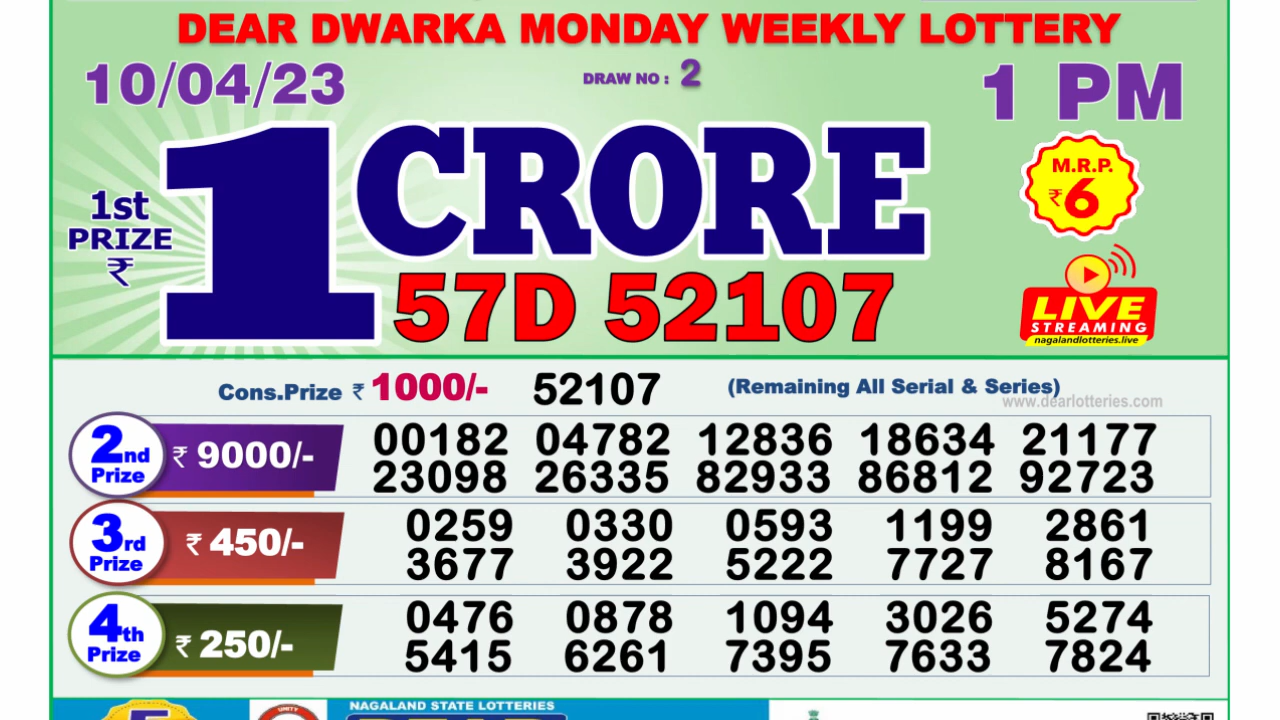 DEAR DWARKA MONDAY WEEKLY LOTTERY
10/04/23 DRAW NO : 2 1 PM
1st PRIZE ₹ 1 CRORE
57D 52107
M.R.P.
₹6
LIVE
STREAMING
nagalandlotteries.live
Cons.Prize ₹ 1000/- 52107 (Remaining All Serial & Series)
www.dearlotteries.com
2nd Prize ₹ 9000/-
00182 04782 12836 18634 21177
23098 26335 82933 86812 92723
3rd Prize ₹ 450/-
0259 0330 0593 1199 2861
3677 3922 5222 7727 8167
4th Prize ₹ 250/-
0476 0878 1094 3026 5274
5415 6261 7395 7633 7824
UNITY
NAGALAND STATE LOTTERIES
DEAR